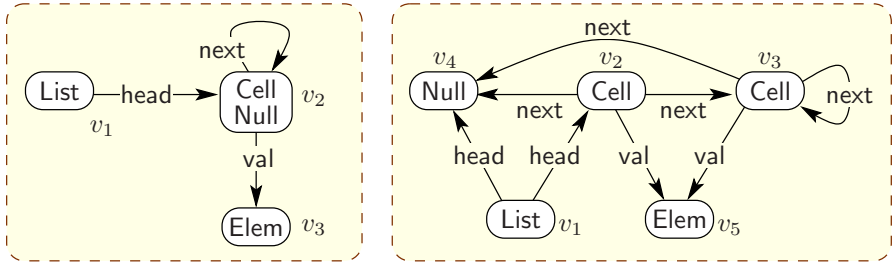 next
List
head
Cell
Null
v₂
v₁
val
Elem
v₃
next
v₄
v₂
v₃
Null
next
Cell
next
Cell
next
head
head
val
val
List
v₁
Elem
v₅